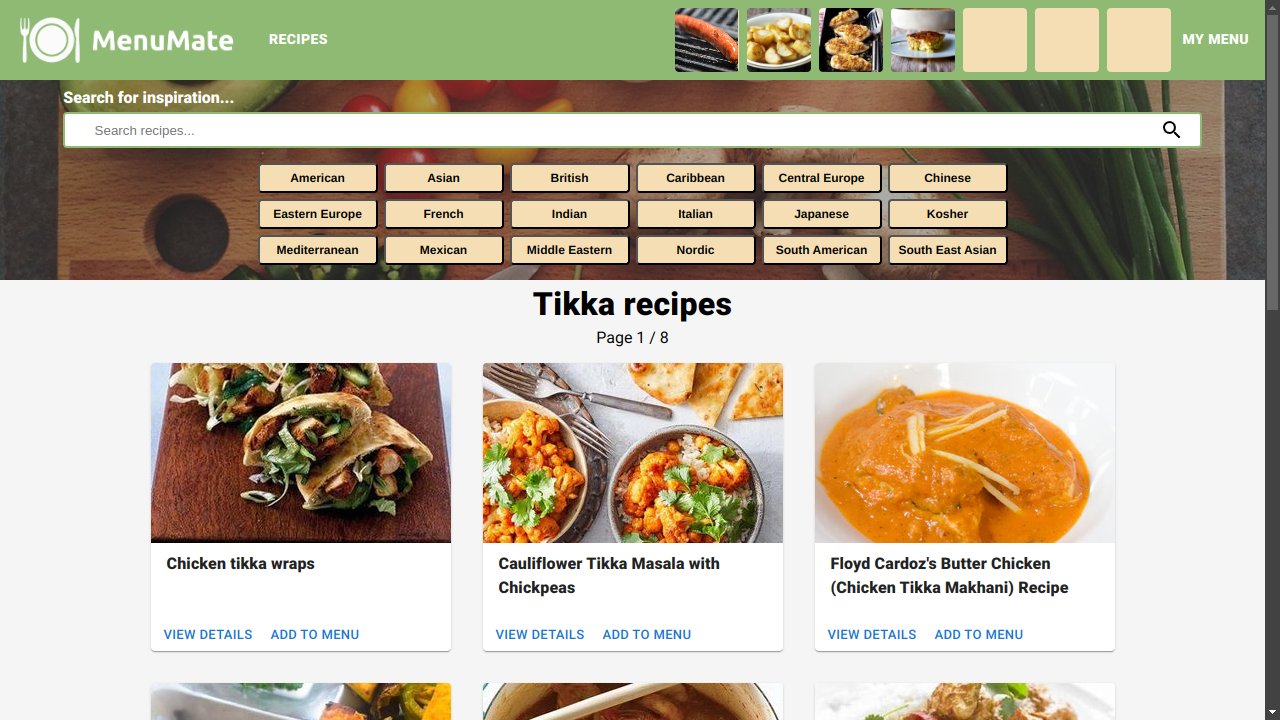 MenuMate
RECIPES
MY MENU
Search for inspiration...
Search recipes...
American
Asian
British
Caribbean
Central Europe
Chinese
Eastern Europe
French
Indian
Italian
Japanese
Kosher
Mediterranean
Mexican
Middle Eastern
Nordic
South American
South East Asian
Tikka recipes
Page 1 / 8
Chicken tikka wraps
VIEW DETAILS ADD TO MENU
Cauliflower Tikka Masala with
Chickpeas
VIEW DETAILS ADD TO MENU
Floyd Cardoz's Butter Chicken
(Chicken Tikka Makhani) Recipe
VIEW DETAILS ADD TO MENU